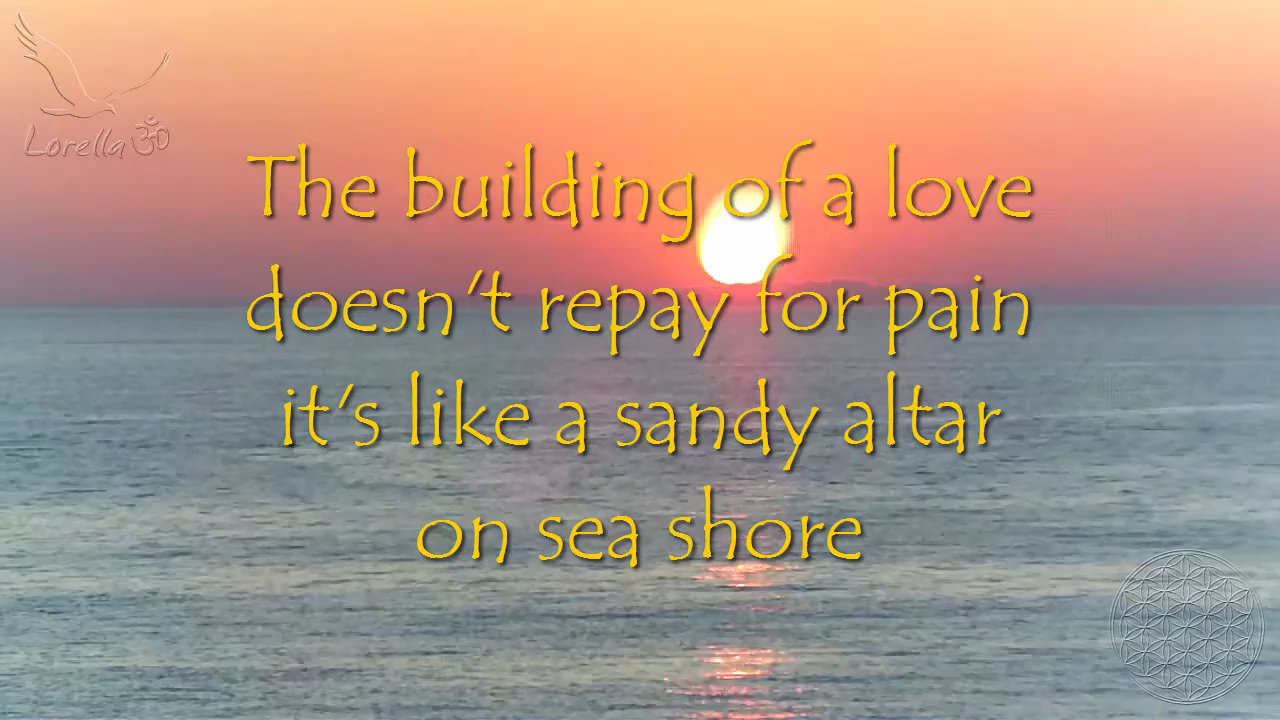 Lorella ॐ
The building of a love
doesn't repay for pain
it's like a sandy altar
on sea shore